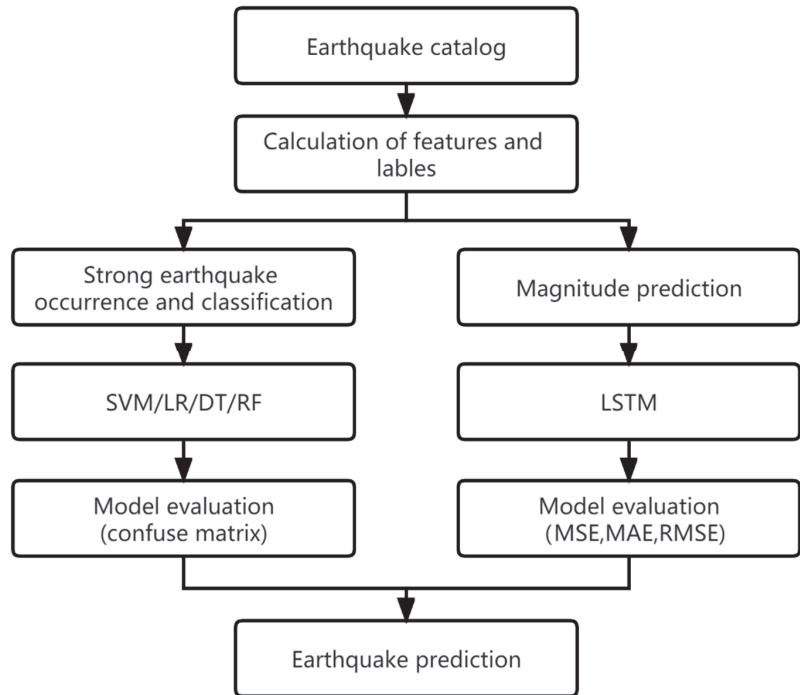 Earthquake catalog
Calculation of features and
lables
Strong earthquake
occurrence and classification
Magnitude prediction
SVM/LR/DT/RF
LSTM
Model evaluation
(confuse matrix)
Model evaluation
(MSE,MAE,RMSE)
Earthquake prediction